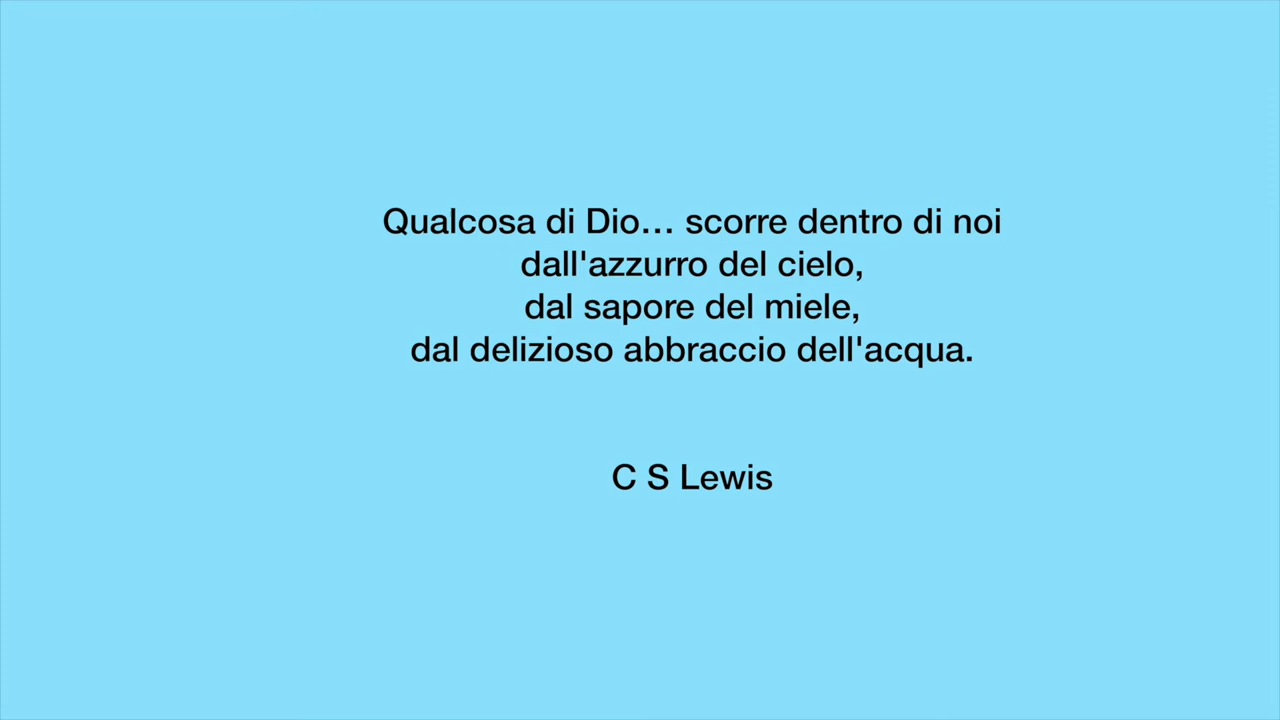 Qualcosa di Dio… scorre dentro di noi
dall'azzurro del cielo,
dal sapore del miele,
dal delizioso abbraccio dell'acqua.
C S Lewis